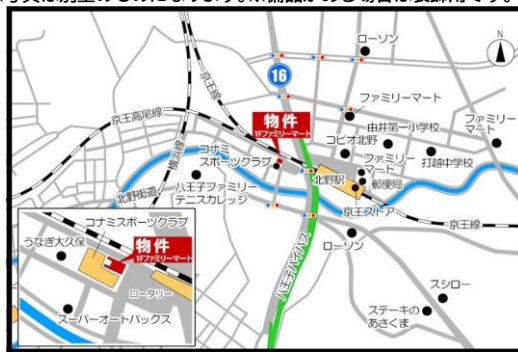 ローソン
N
16
京王線
ファミリーマート
京王高尾線
物件
1Fファミリーマート
コピオ北野
由井第一小学校
ファミリー
マート
横浜線
コナミ
スポーツクラブ
ファミリー
マート
打越中学校
北野街道
北野駅
郵便局
八王子ファミリー
テニスカレッジ
京王ストア
京王線
コナミスポーツクラブ
物件
1Fファミリーマート
うなぎ大久保
ロータリー
スーパーオートバックス
八王子バイパス
ローソン
スシロー
ステーキの
あさくま